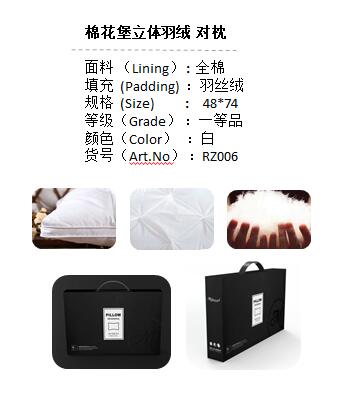 棉花堡立体羽绒 对枕
面料（Lining）：全棉
填充 (Padding) ：羽丝绒
规格 (Size) ： 48*74
等级（Grade）：一等品
颜色（Color） ：白
货号（Art.No） ：RZ006
PILLOW
PILLOW